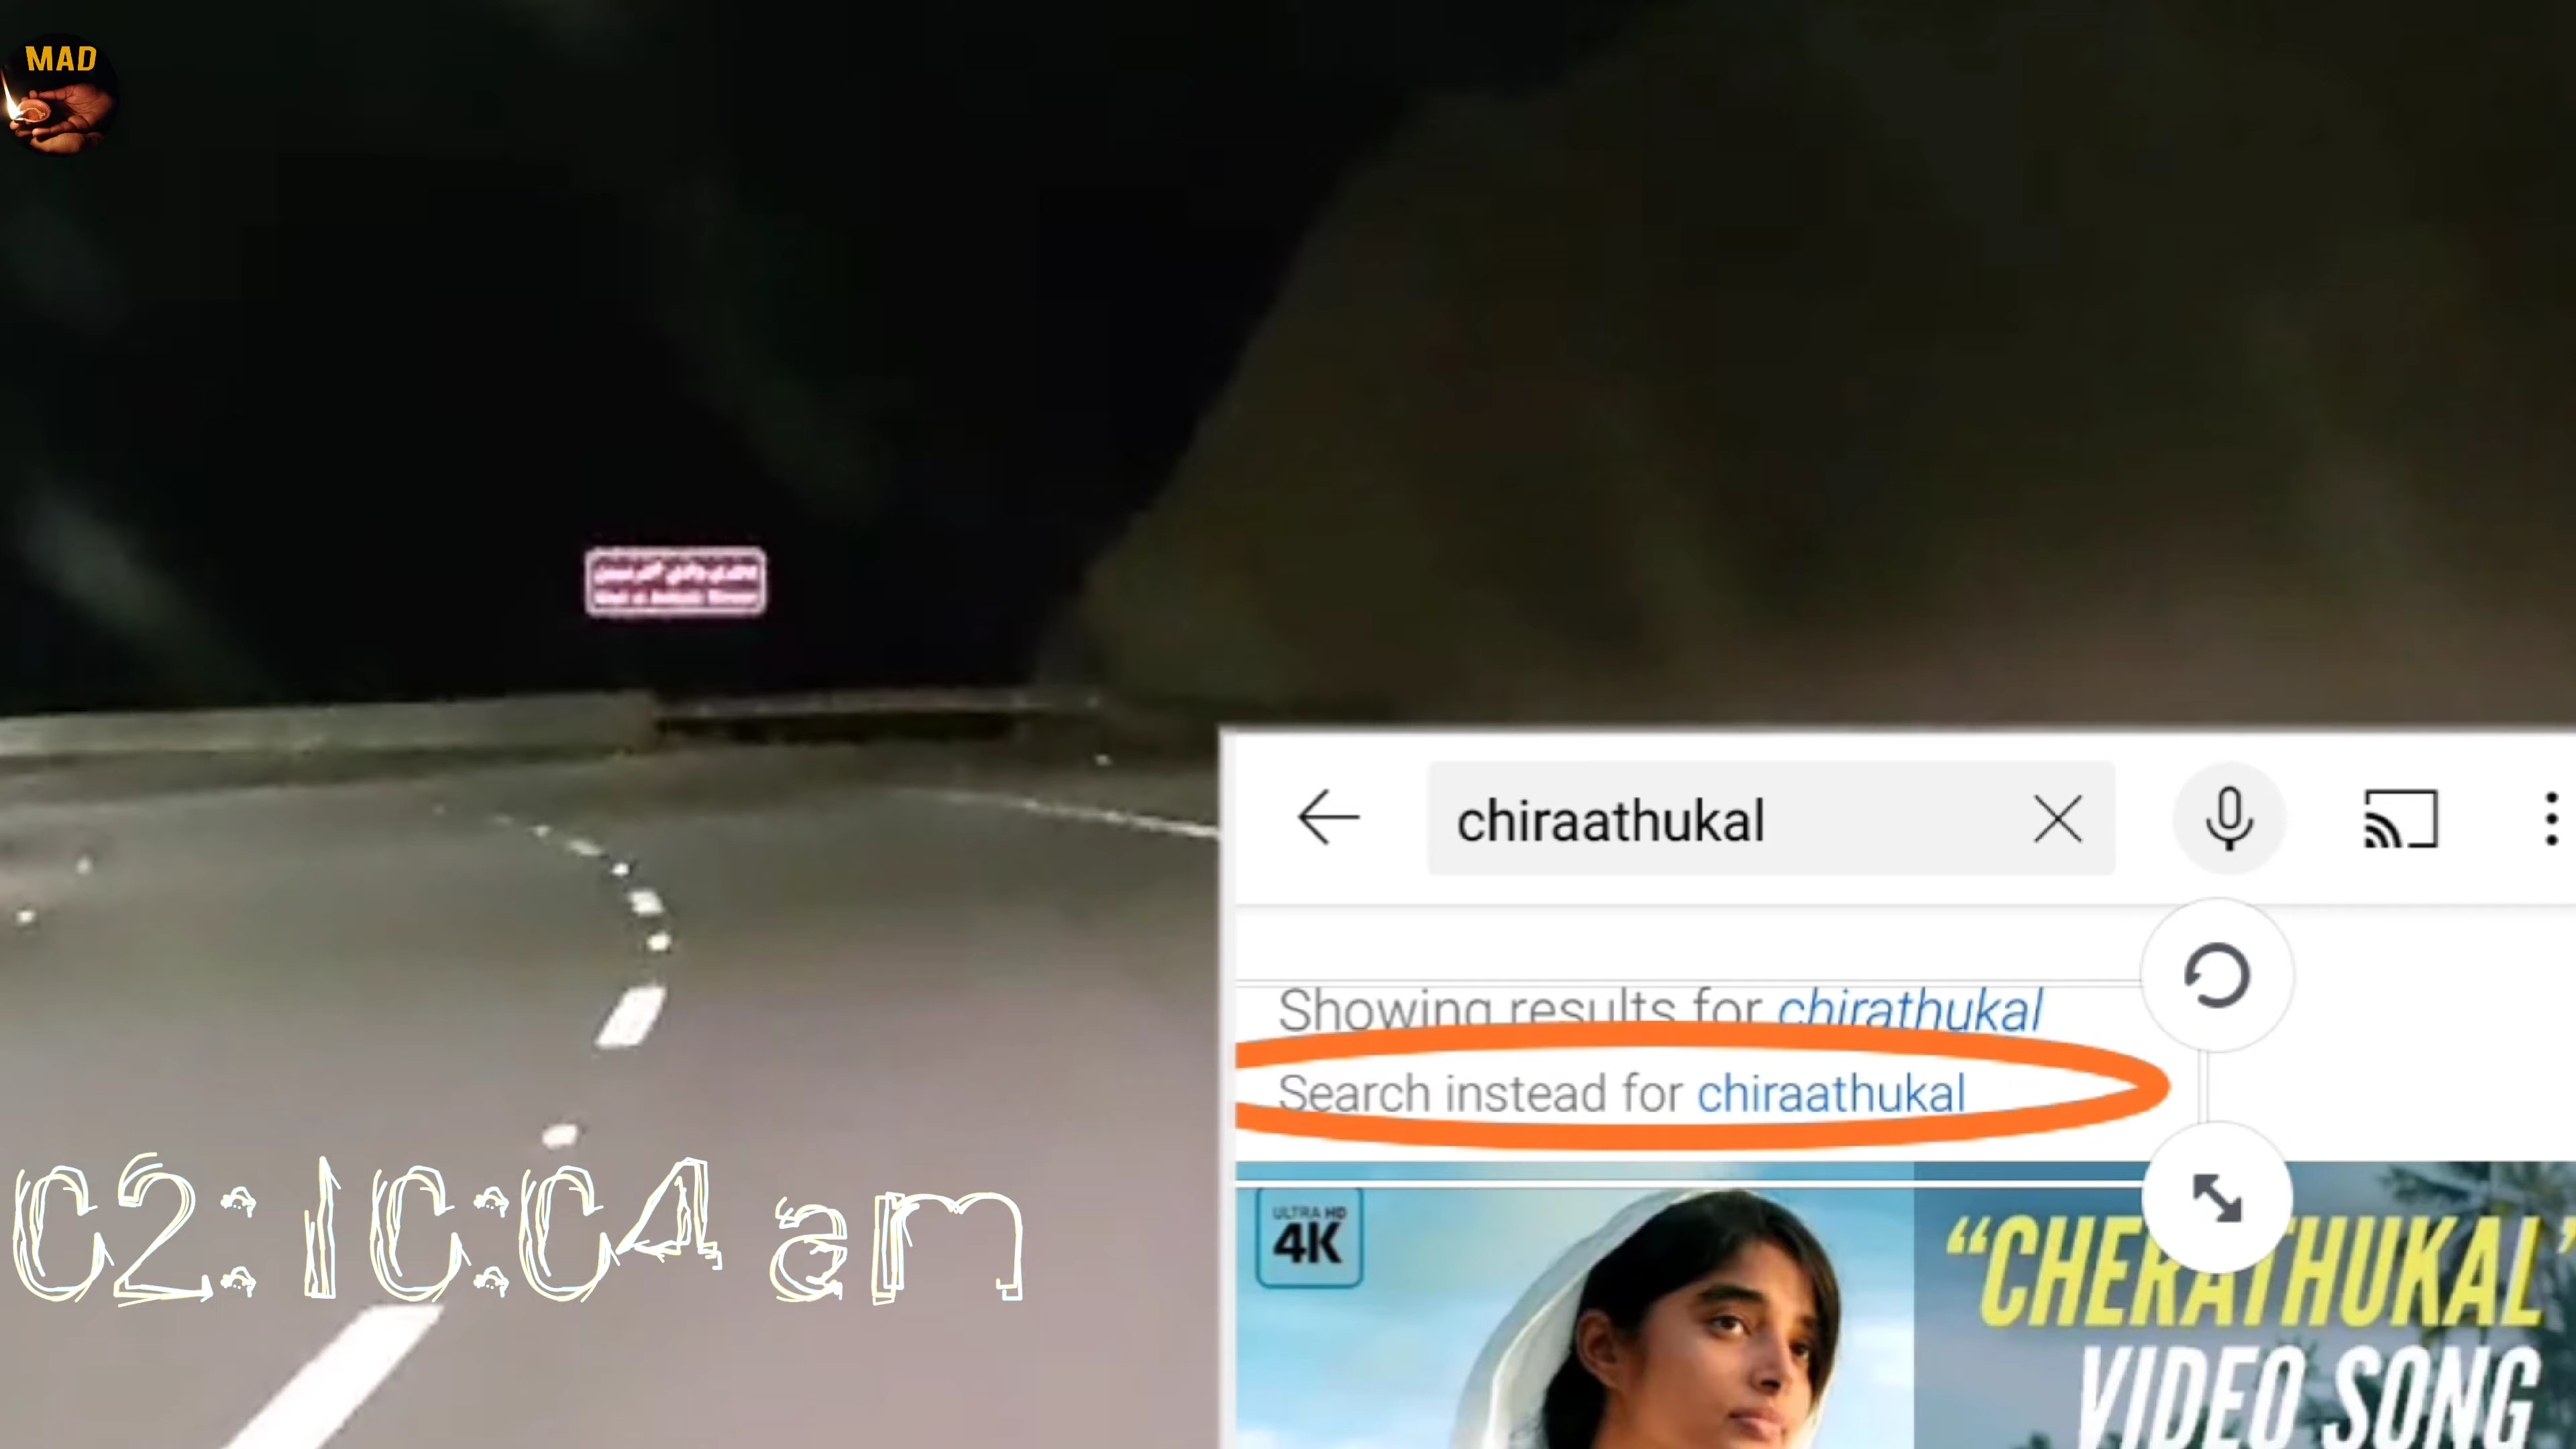 MAD
chiraathukal
Showing results for chirathukal
Search instead for chiraathukal
ULTRA HD
4K
"CHERATHUKAL"
VIDEO SONG
02:10:04 am